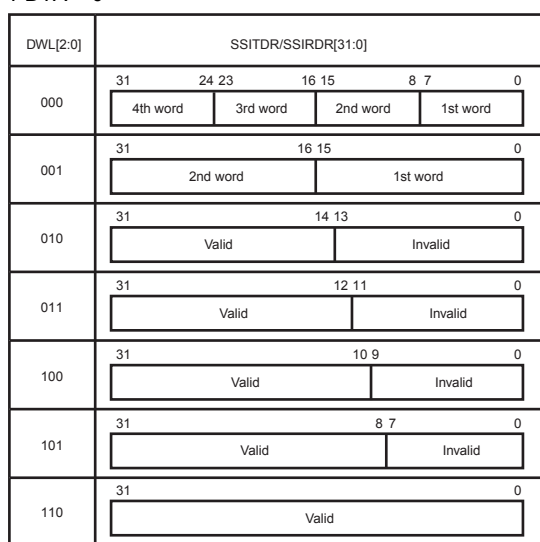 DWL[2:0] SSITDR/SSIRDR[31:0]
31 24 23 16 15 8 7 0
000 4th word 3rd word 2nd word 1st word
31 16 15 0
001 2nd word 1st word
31 14 13 0
010 Valid Invalid
31 12 11 0
011 Valid Invalid
31 10 9 0
100 Valid Invalid
31 8 7 0
101 Valid Invalid
31 0
110 Valid